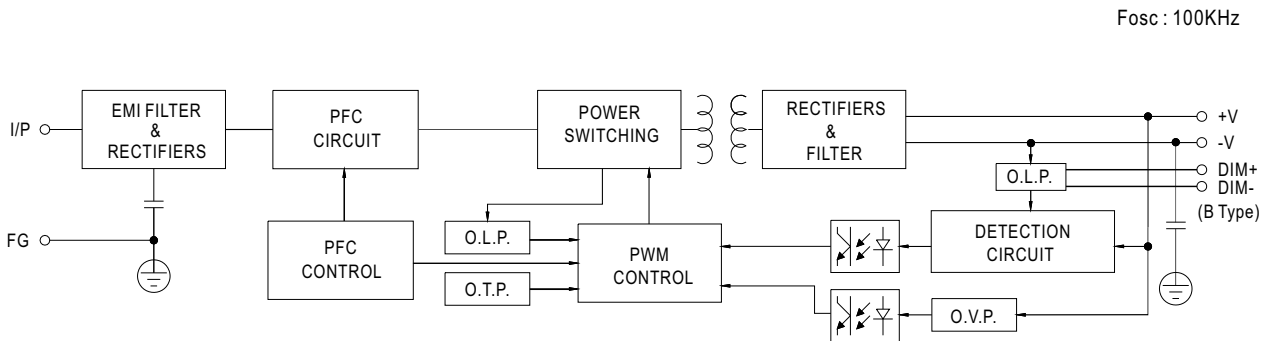 Fosc : 100KHz
I/P
EMI FILTER
&
RECTIFIERS
PFC
CIRCUIT
POWER
SWITCHING
RECTIFIERS
&
FILTER
+V
-V
DIM+
DIM-
(B Type)
O.L.P.
FG
PFC
CONTROL
O.L.P.
O.T.P.
PWM
CONTROL
DETECTION
CIRCUIT
O.V.P.